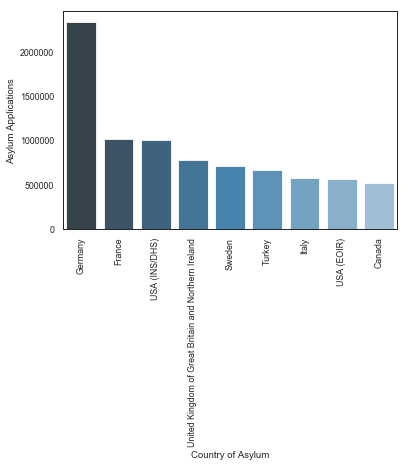 2000000
1500000
1000000
500000
0
Asylum Applications
Germany
France
USA (INS/DHS)
United Kingdom of Great Britain and Northern Ireland
Sweden
Turkey
Italy
USA (EOIR)
Canada
Country of Asylum